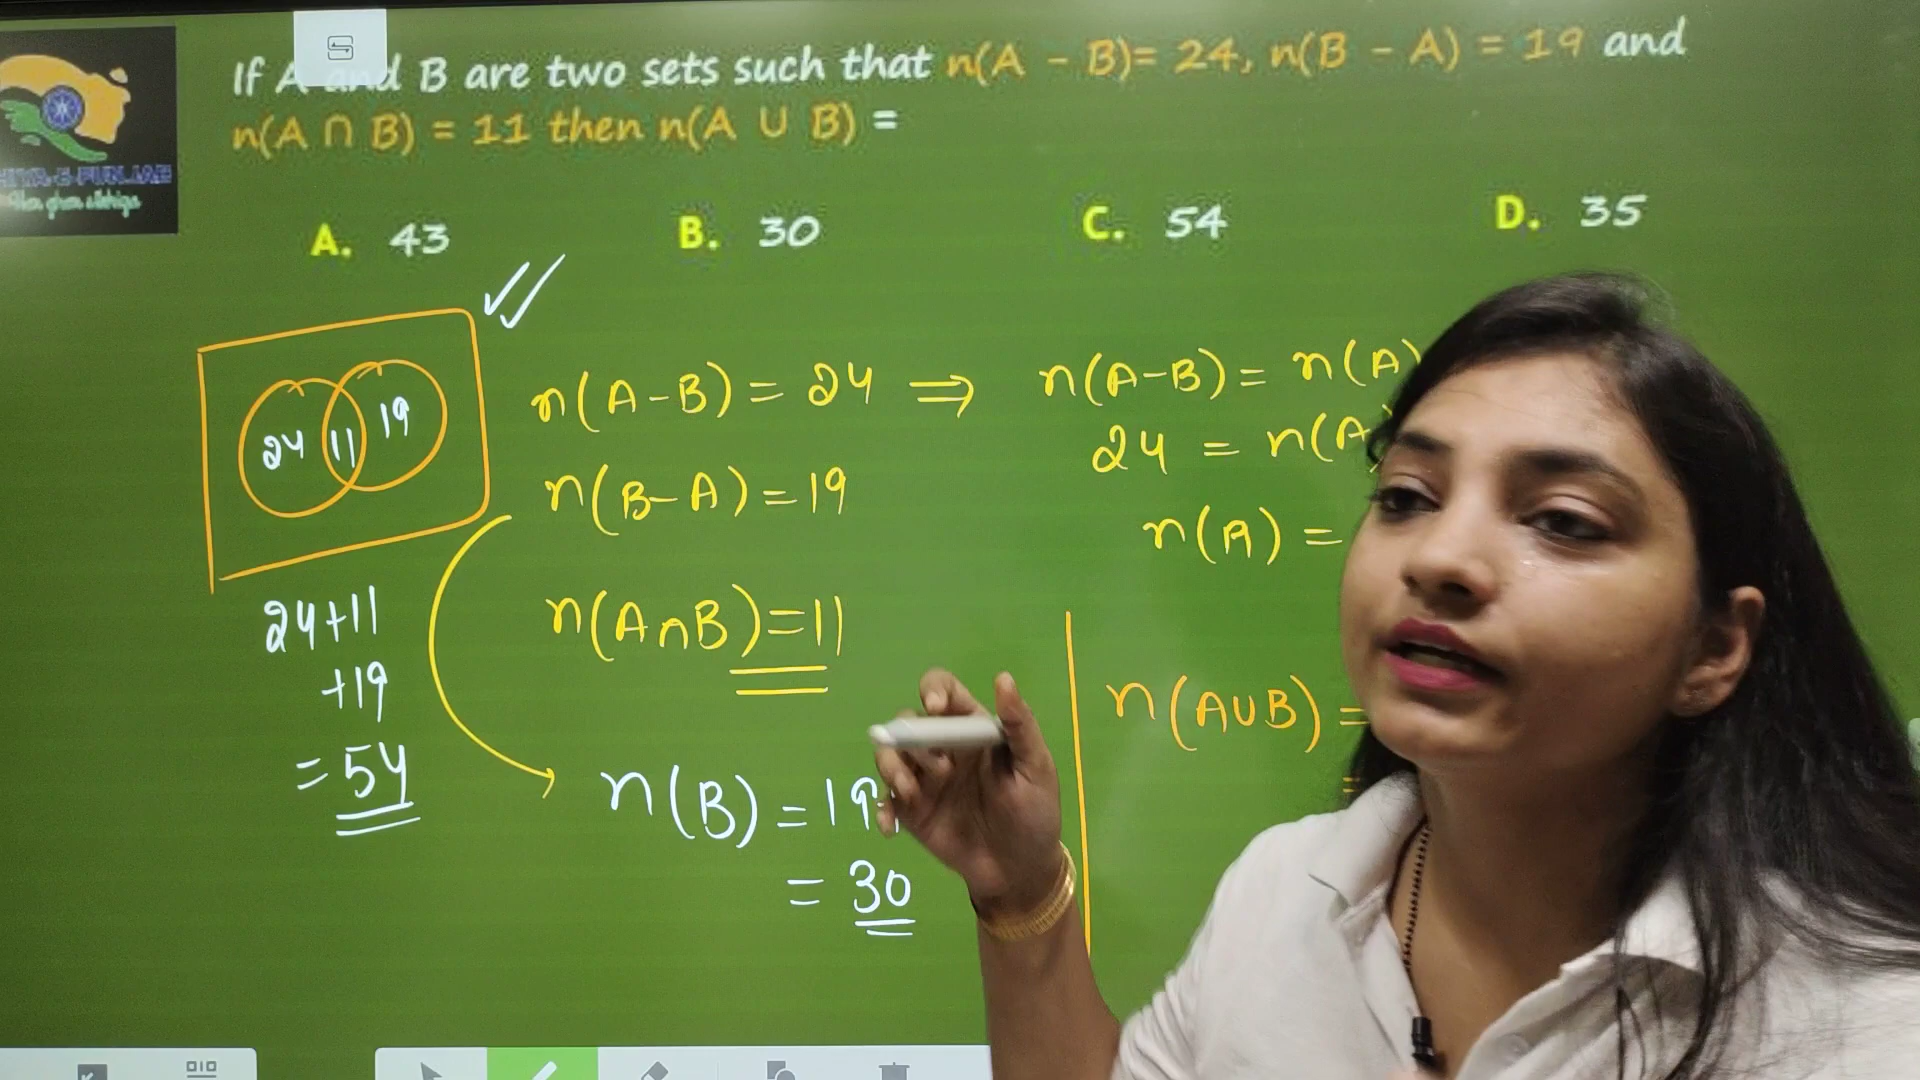 If A and B are two sets such that n(A - B)= 24, n(B - A) = 19 and
n(A ∩ B) = 11 then n(A ∪ B) =
A. 43
B. 30
C. 54
D. 35
24 11 19
24+11
+19
= 54
n(A-B) = 24 ⇒
n(B-A) = 19
n(A∩B) = 11
n(B) = 19
= 30
n(A-B) = n(A)
24 = n(A)
n(A) =
n(A∪B) =
=